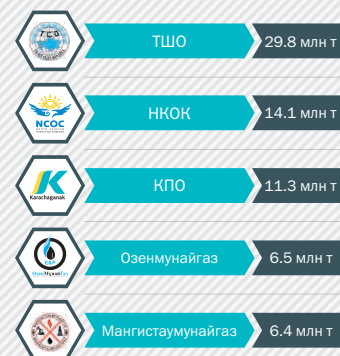 ТШО
29.8 млн т
NCOC
НКОК
14.1 млн т
Karachaganak
КПО
11.3 млн т
E&P
ОзенМунайГаз
Озенмунайгаз
6.5 млн т
Мангистаумунайгаз
6.4 млн т